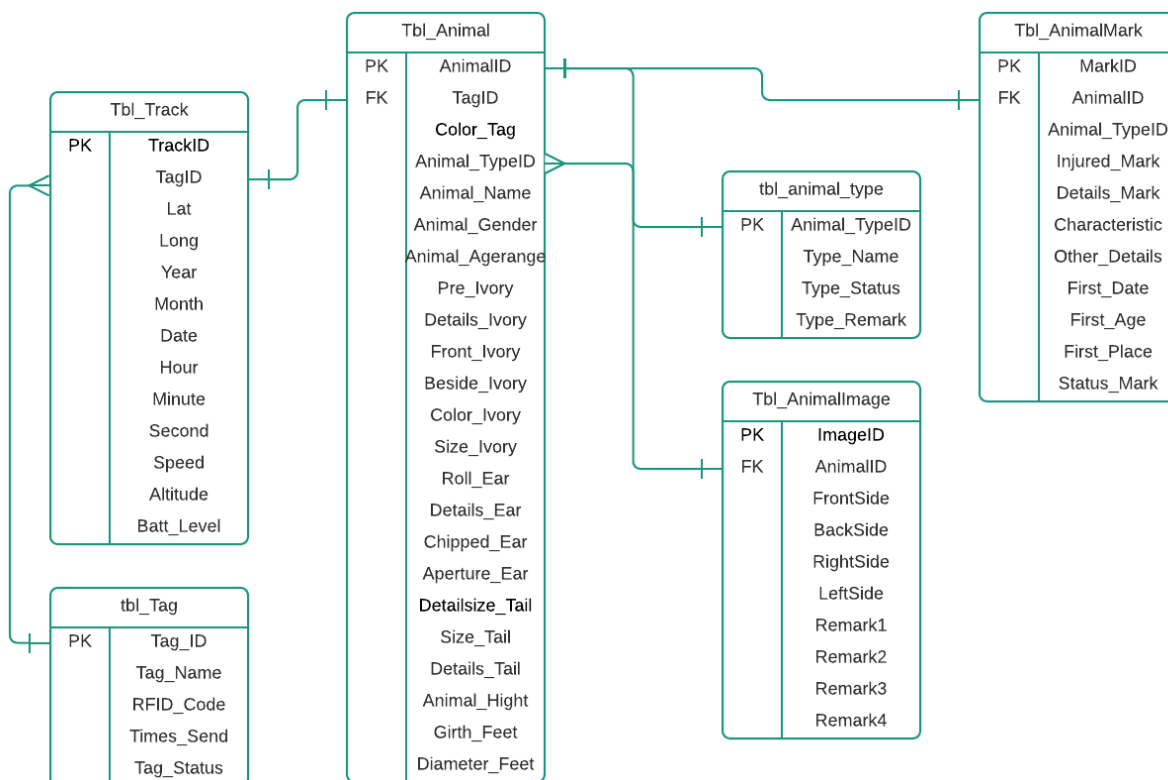 Tbl_Track
PK TrackID
TagID
Lat
Long
Year
Month
Date
Hour
Minute
Second
Speed
Altitude
Batt_Level
tbl_Tag
PK Tag_ID
Tag_Name
RFID_Code
Times_Send
Tag_Status
Tbl_Animal
PK AnimalID
FK TagID
Color_Tag
Animal_TypeID
Animal_Name
Animal_Gender
Animal_Agerange
Pre_Ivory
Details_Ivory
Front_Ivory
Beside_Ivory
Color_Ivory
Size_Ivory
Roll_Ear
Details_Ear
Chipped_Ear
Aperture_Ear
Detailsize_Tail
Size_Tail
Details_Tail
Animal_Hight
Girth_Feet
Diameter_Feet
tbl_animal_type
PK Animal_TypeID
Type_Name
Type_Status
Type_Remark
Tbl_AnimalImage
PK ImageID
FK AnimalID
FrontSide
BackSide
RightSide
LeftSide
Remark1
Remark2
Remark3
Remark4
Tbl_AnimalMark
PK MarkID
FK AnimalID
Animal_TypeID
Injured_Mark
Details_Mark
Characteristic
Other_Details
First_Date
First_Age
First_Place
Status_Mark